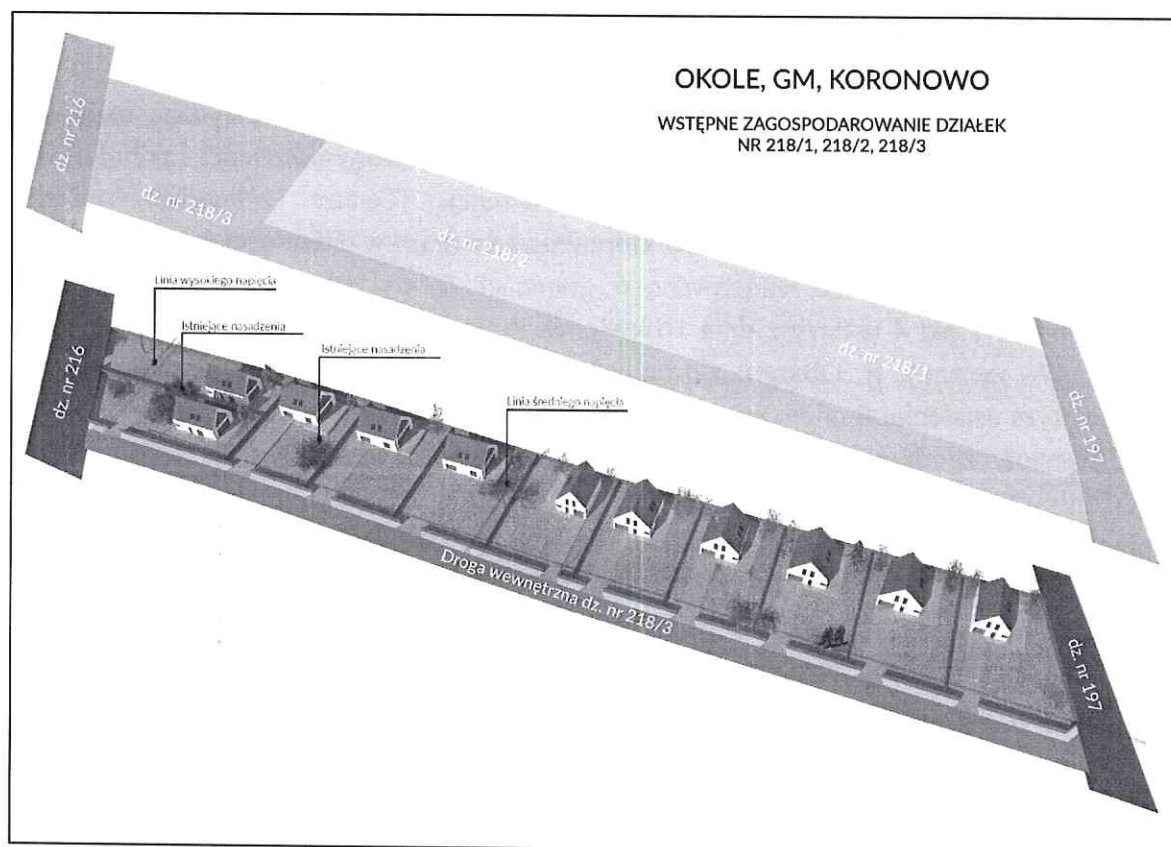 OKOLE, GM, KORONOWO
WSTĘPNE ZAGOSPODAROWANIE DZIAŁEK
NR 218/1, 218/2, 218/3
dz. nr 216
dz. nr 218/3
dz. nr 218/2
dz. nr 218/1
dz. nr 197
Linia wysokiego napięcia
Istniejące nasadzenia
Istniejące nasadzenia
Linia średniego napięcia
dz. nr 216
Droga wewnętrzna dz. nr 218/3
dz. nr 197